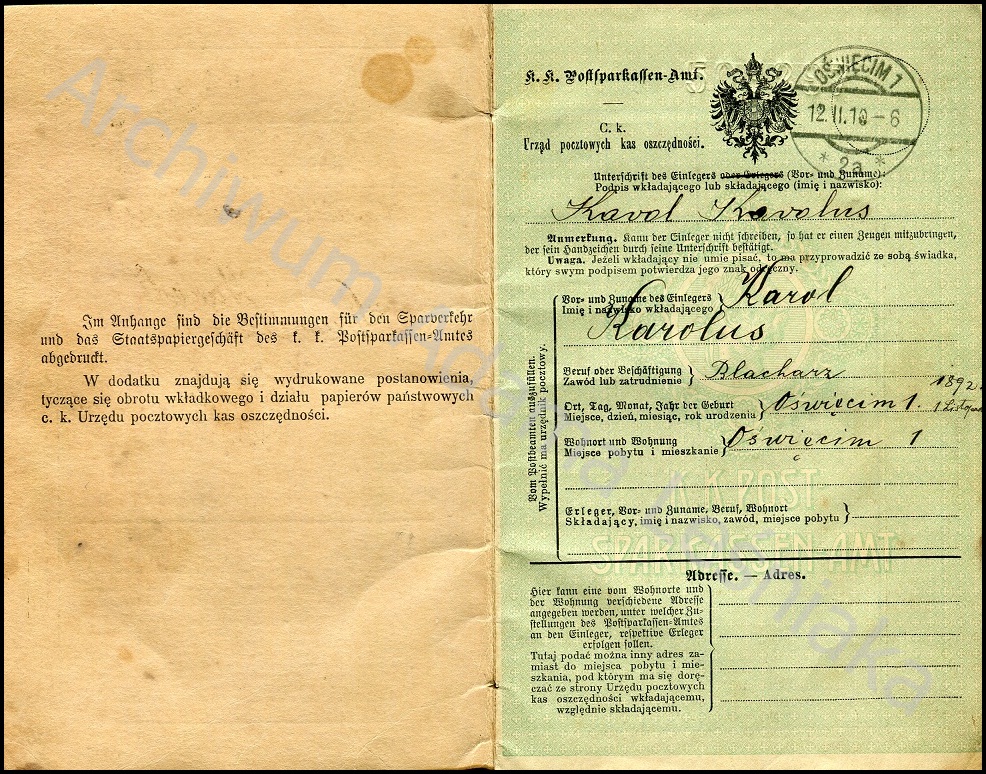 Im Anhange sind die Bestimmungen für den Sparverkehr
und das Staatspapiergeschäft des k. k. Postsparkassen-Amtes
abgedruckt.
W dodatku znajdują się wydrukowane postanowienia,
tyczące się obrotu wkładkowego i działu papierów państwowych
c. k. Urzędu pocztowych kas oszczędności.
K. K. Postsparkassen-Amt.
C. k.
Urząd pocztowych kas oszczędności.
OŚWIĘCIM 1
12.II.10-6
* 2a *
Unterschrift des Einlegers oder Erlegers (Vor- und Zuname):
Podpis wkładającego lub składającego (imię i nazwisko):
Karol Karolus
Anmerkung. Kann der Einleger nicht schreiben, so hat er einen Zeugen mitzubringen,
der sein Handzeichen durch seine Unterschrift bestätigt.
Uwaga. Jeżeli wkładający nie umie pisać, to ma przyprowadzić ze sobą świadka,
który swym podpisem potwierdza jego znak odręczny.
Vom Postbeamten auszufüllen.
Wypełnić ma urzędnik pocztowy.
Vor- und Zuname des Einlegers
Imię i nazwisko wkładającego
Karol
Karolus
Beruf oder Beschäftigung
Zawód lub zatrudnienie
Blacharz
Ort, Tag, Monat, Jahr der Geburt
Miejsce, dzień, miesiąc, rok urodzenia
Oświęcim 1.
1892
1 Listopad
Wohnort und Wohnung
Miejsce pobytu i mieszkanie
Oświęcim 1
K.K. POST
SPARKASSEN-AMT
Erleger, Vor- und Zuname, Beruf, Wohnort
Składający, imię i nazwisko, zawód, miejsce pobytu
Adresse. — Adres.
Hier kann eine vom Wohnorte und
der Wohnung verschiedene Adresse
angegeben werden, unter welcher Zu-
stellungen des Postsparkassen-Amtes
an den Einleger, respektive Erleger
erfolgen sollen.
Tutaj podać można inny adres za-
miast do miejsca pobytu i mie-
szkania, pod którym ma się dorę-
czać ze strony Urzędu pocztowych
kas oszczędności wkładającemu,
względnie składającemu.
Archiwum Adama